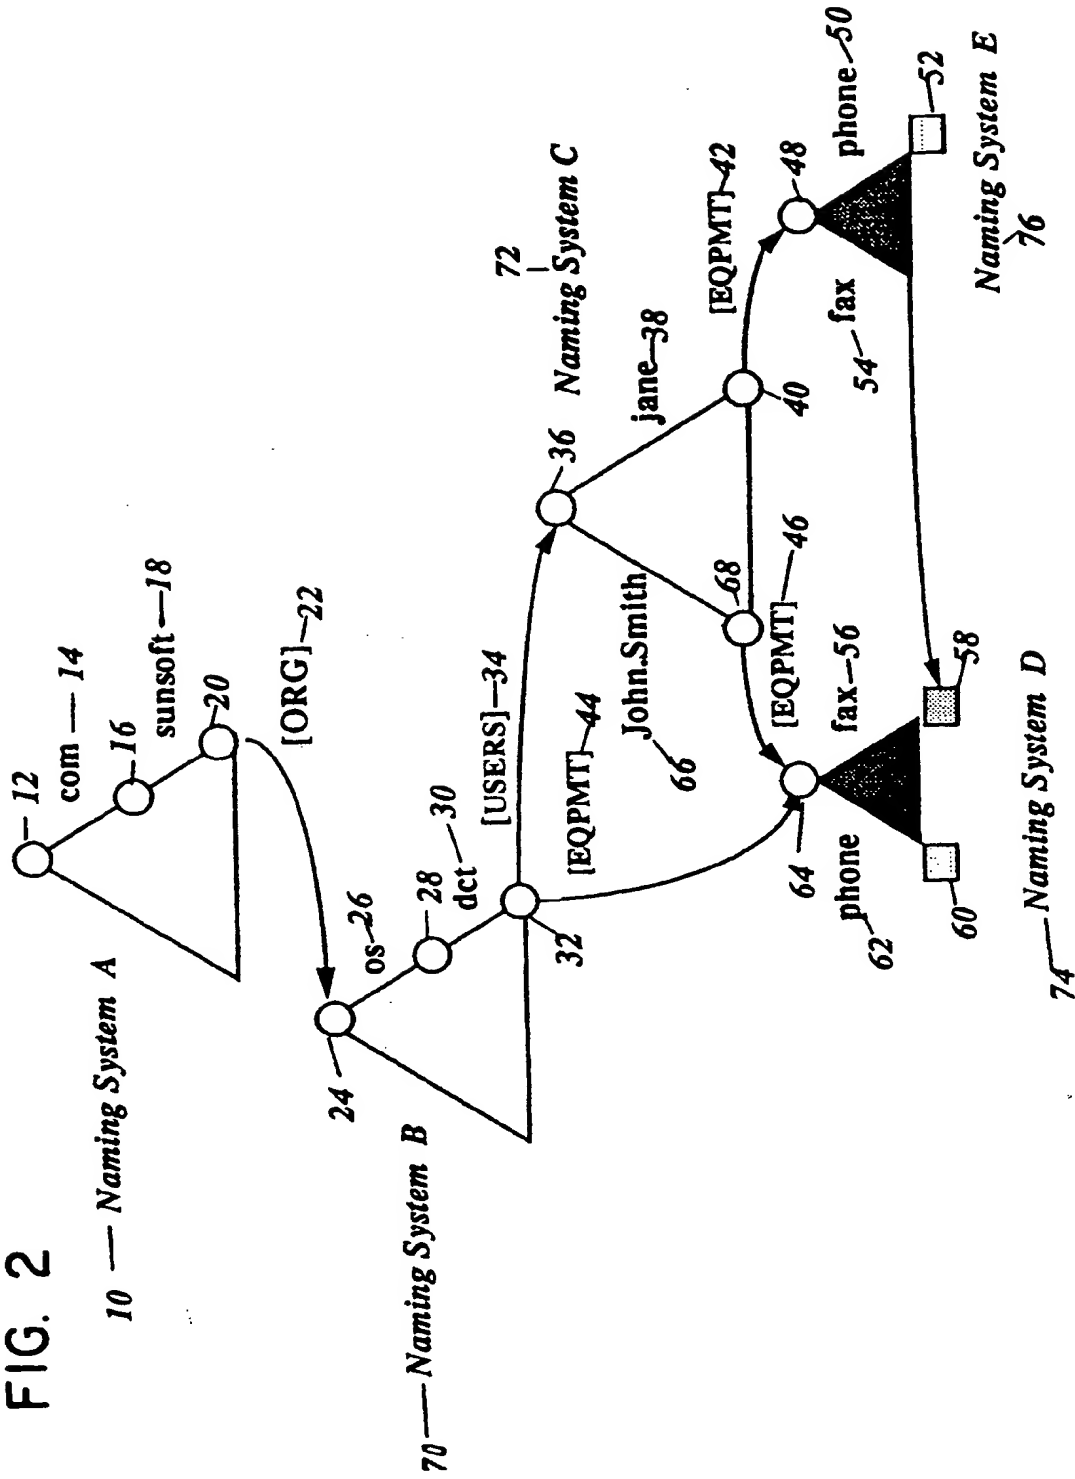 FIG. 2
10 — Naming System A
12
com — 14
16
sunsoft — 18
20
[ORG] — 22
70 — Naming System B
24
os — 26
28
dct — 30
32
[USERS] — 34
[EQPMT] — 44
72
Naming System C
36
jane — 38
John.Smith
66
68
40
[EQPMT] — 42
[EQPMT] — 46
64
phone
62
fax — 56
58
60
74 — Naming System D
48
phone — 50
52
54 — fax
Naming System E
76